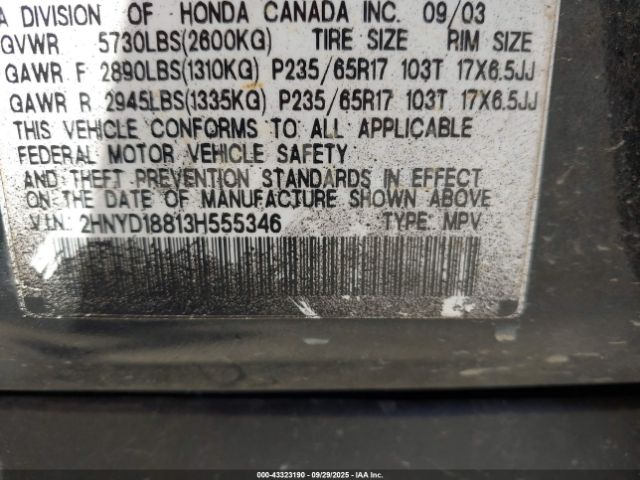 A DIVISION OF HONDA CANADA INC. 09/03
GVWR 5730LBS(2600KG) TIRE SIZE RIM SIZE
GAWR F 2890LBS(1310KG) P235/65R17 103T 17X6.5JJ
GAWR R 2945LBS(1335KG) P235/65R17 103T 17X6.5JJ
THIS VEHICLE CONFORMS TO ALL APPLICABLE
FEDERAL MOTOR VEHICLE SAFETY
AND THEFT PREVENTION STANDARDS IN EFFECT
ON THE DATE OF MANUFACTURE SHOWN ABOVE
V.I.N.: 2HNYD18813H555346 TYPE: MPV
000-43323190 - 09/29/2025 - IAA Inc.